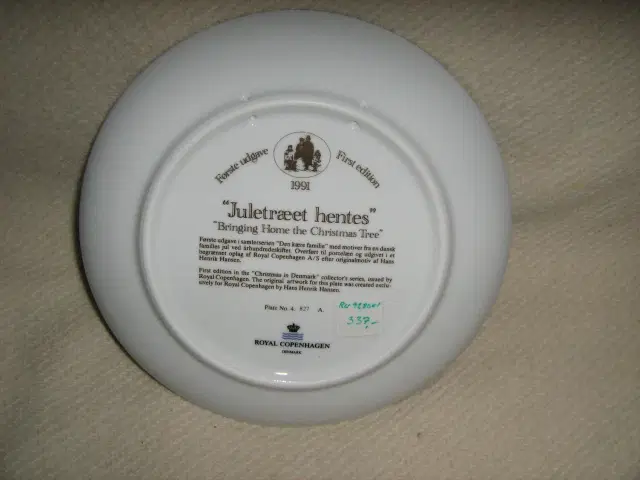 Første udgave First edition
1991
"Juletræet hentes"
"Bringing Home the Christmas Tree"
Første udgave i samlerserien "Den kære familie" med motiver fra en dansk
families jul ved århundredeskiftet. Overført til porcelæn og udgivet i et
begrænset oplag af Royal Copenhagen A/S efter originalmotiv af Hans
Henrik Hansen.
First edition in the "Christmas in Denmark" collector's series, issued by
Royal Copenhagen. The original artwork for this plate was created exclu-
sively for Royal Copenhagen by Hans Henrik Hansen.
Plate No. 4. 827 A.
337,-
ROYAL COPENHAGEN
DENMARK